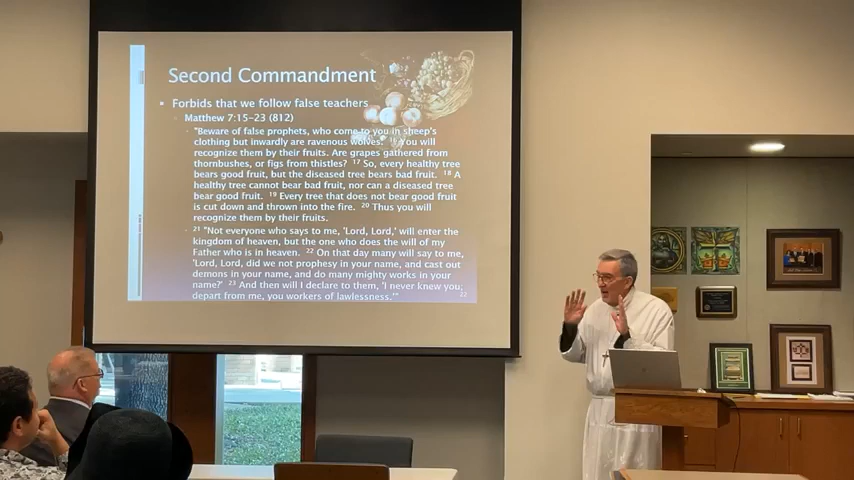 Second Commandment
Forbids that we follow false teachers
Matthew 7:15-23 (812)
"Beware of false prophets, who come to you in sheep's
clothing but inwardly are ravenous wolves. 16 You will
recognize them by their fruits. Are grapes gathered from
thornbushes, or figs from thistles? 17 So, every healthy tree
bears good fruit, but the diseased tree bears bad fruit. 18 A
healthy tree cannot bear bad fruit, nor can a diseased tree
bear good fruit. 19 Every tree that does not bear good fruit
is cut down and thrown into the fire. 20 Thus you will
recognize them by their fruits.
21 "Not everyone who says to me, 'Lord, Lord,' will enter the
kingdom of heaven, but the one who does the will of my
Father who is in heaven. 22 On that day many will say to me,
'Lord, Lord, did we not prophesy in your name, and cast out
demons in your name, and do many mighty works in your
name?' 23 And then will I declare to them, 'I never knew you;
depart from me, you workers of lawlessness.'"
22